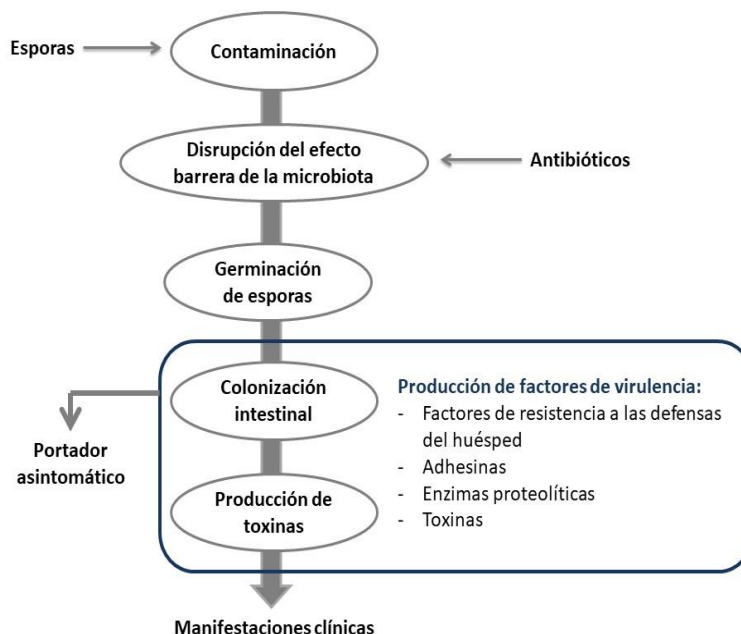 Esporas
Contaminación
Disrupción del efecto
barrera de la microbiota
Antibióticos
Germinación
de esporas
Colonización
intestinal
Producción de factores de virulencia:
- Factores de resistencia a las defensas
del huésped
- Adhesinas
- Enzimas proteolíticas
- Toxinas
Portador
asintomático
Producción de
toxinas
Manifestaciones clínicas